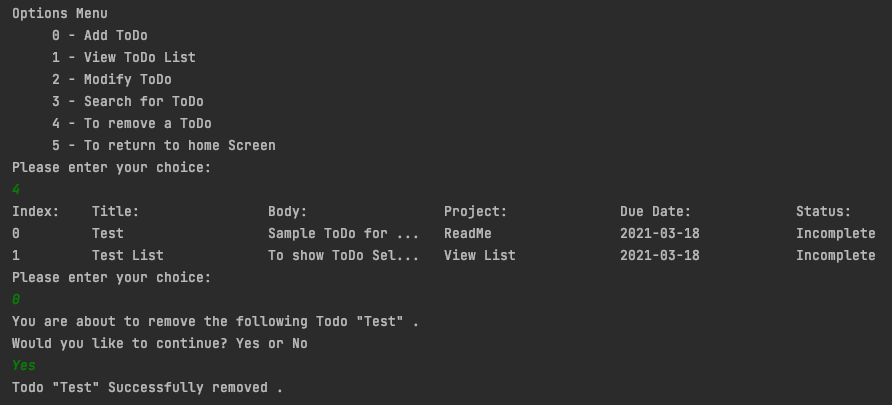 Options Menu
0 - Add ToDo
1 - View ToDo List
2 - Modify ToDo
3 - Search for ToDo
4 - To remove a ToDo
5 - To return to home Screen
Please enter your choice:
4
Index: Title: Body: Project: Due Date: Status:
0 Test Sample ToDo for ... ReadMe 2021-03-18 Incomplete
1 Test List To show ToDo Sel... View List 2021-03-18 Incomplete
Please enter your choice:
0
You are about to remove the following Todo "Test" .
Would you like to continue? Yes or No
Yes
Todo "Test" Successfully removed .